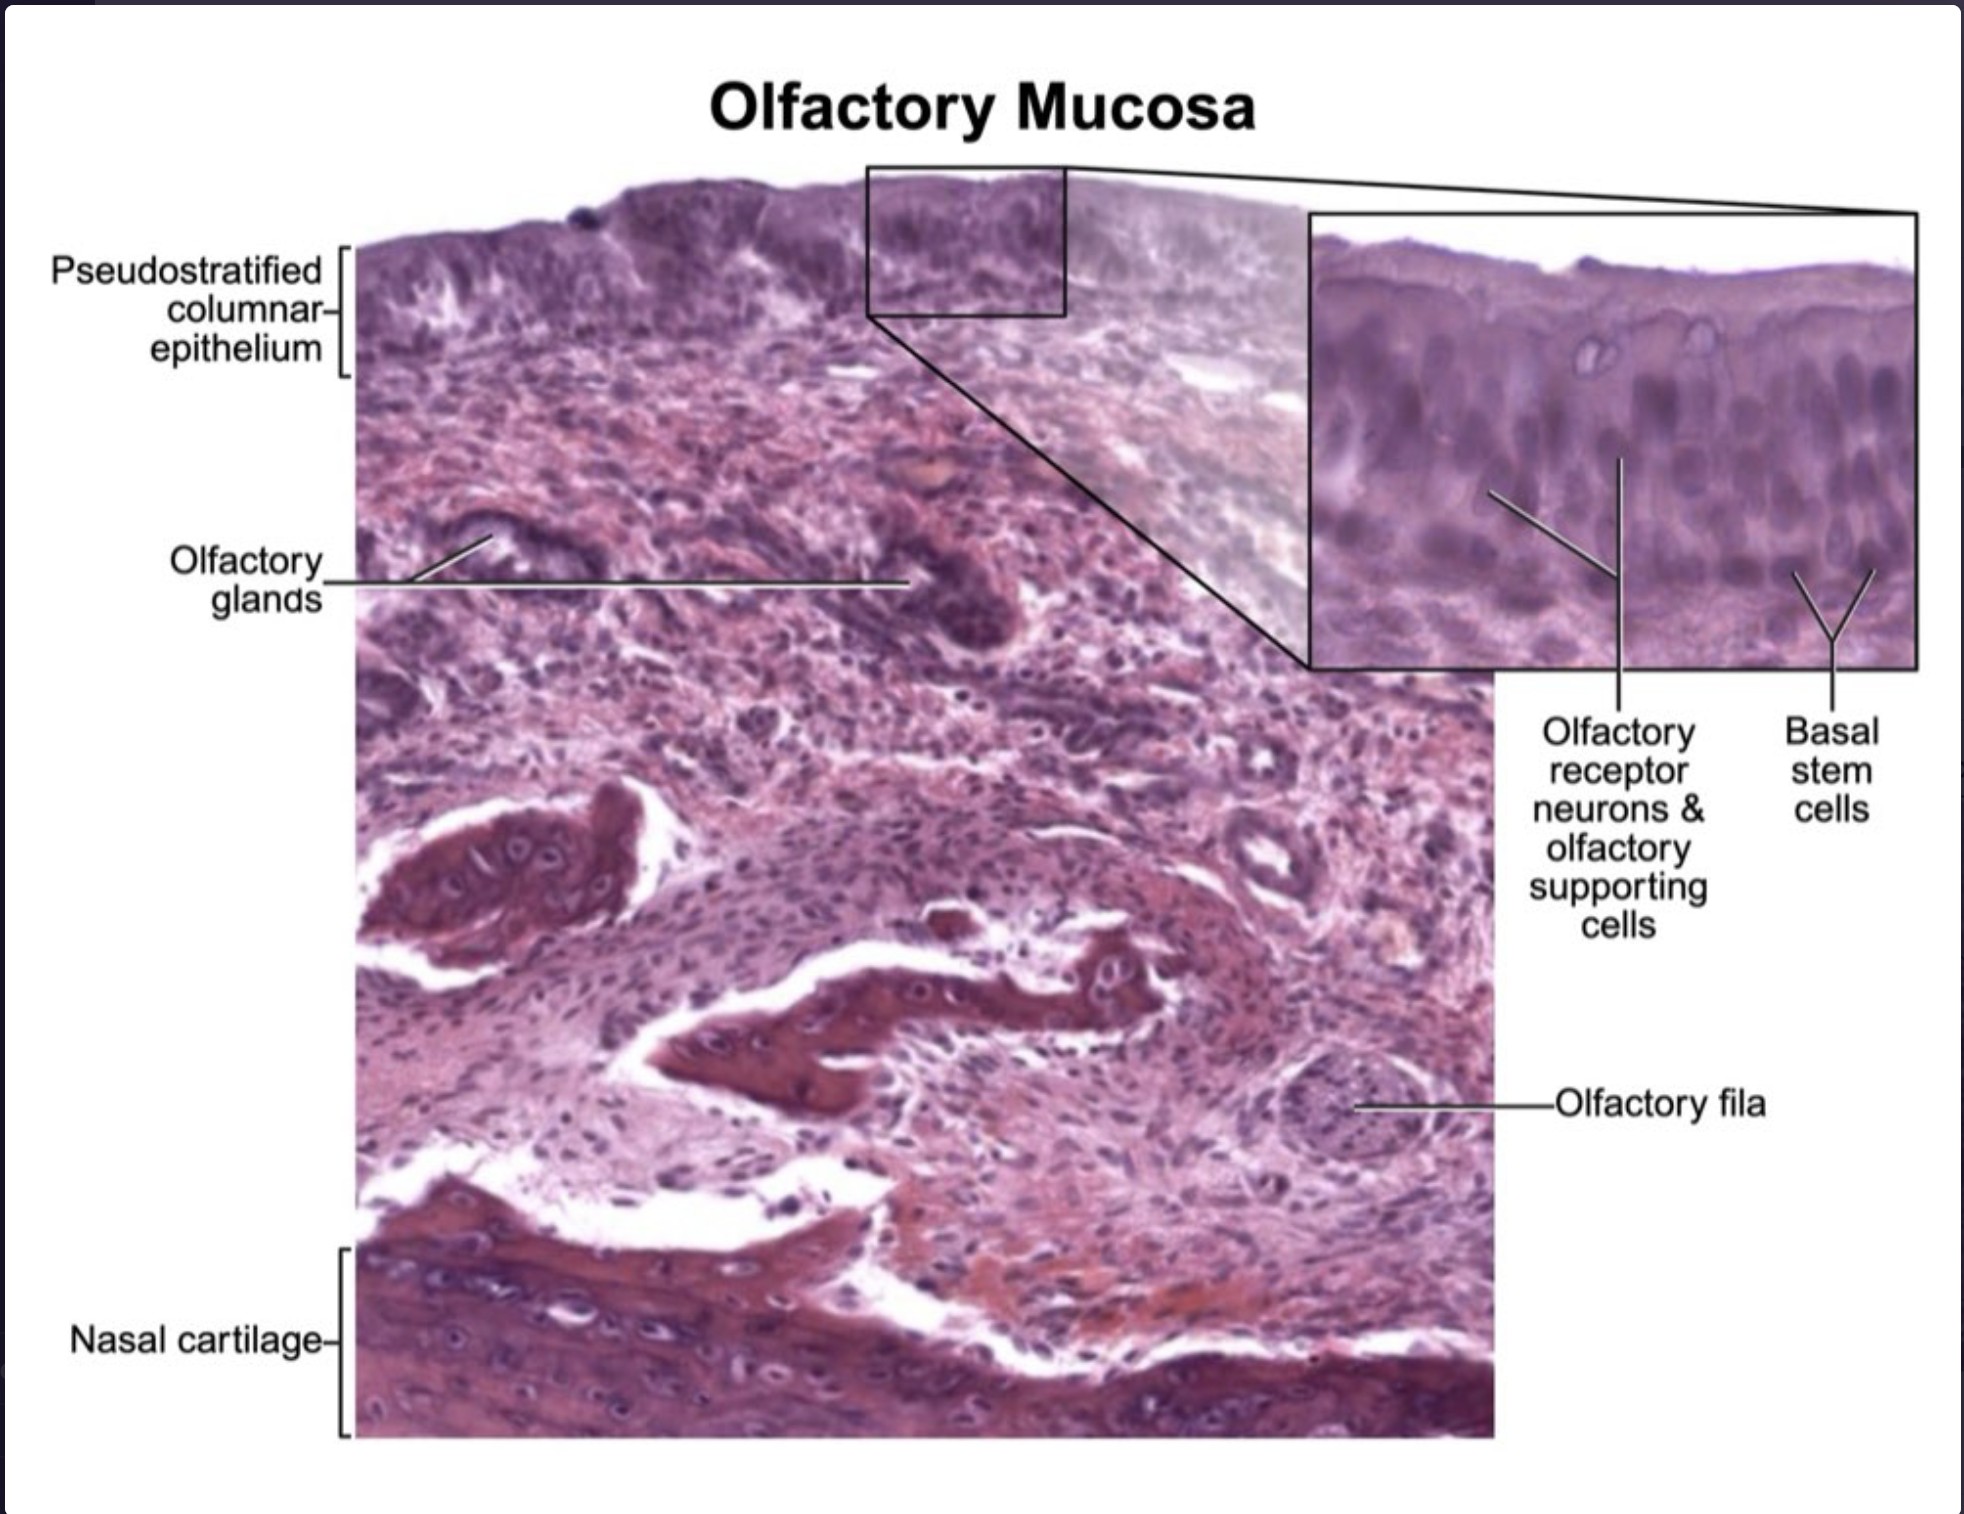 Olfactory Mucosa
Pseudostratified
columnar
epithelium
Olfactory
glands
Olfactory
receptor
neurons &
olfactory
supporting
cells
Basal
stem
cells
Olfactory fila
Nasal cartilage